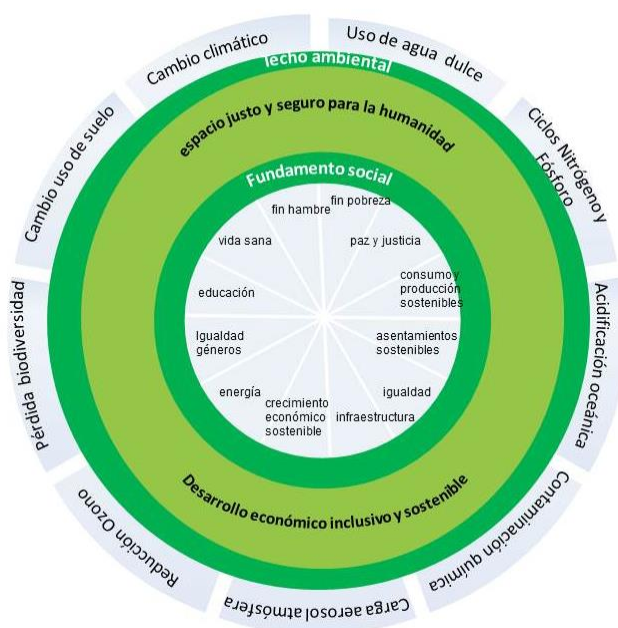 Cambio climático
Uso de agua dulce
Ciclos Nitrógeno y
Fósforo
Acidificación oceánica
Contaminación química
Carga aerosol atmósfera
Reducción Ozono
Pérdida biodiversidad
Cambio uso de suelo
Techo ambiental
espacio justo y seguro para la humanidad
Fundamento social
fin pobreza
fin hambre
paz y justicia
vida sana
consumo y
producción
sostenibles
educación
asentamientos
sostenibles
Igualdad
géneros
igualdad
energía
infraestructura
crecimiento
económico
sostenible
Desarrollo económico inclusivo y sostenible